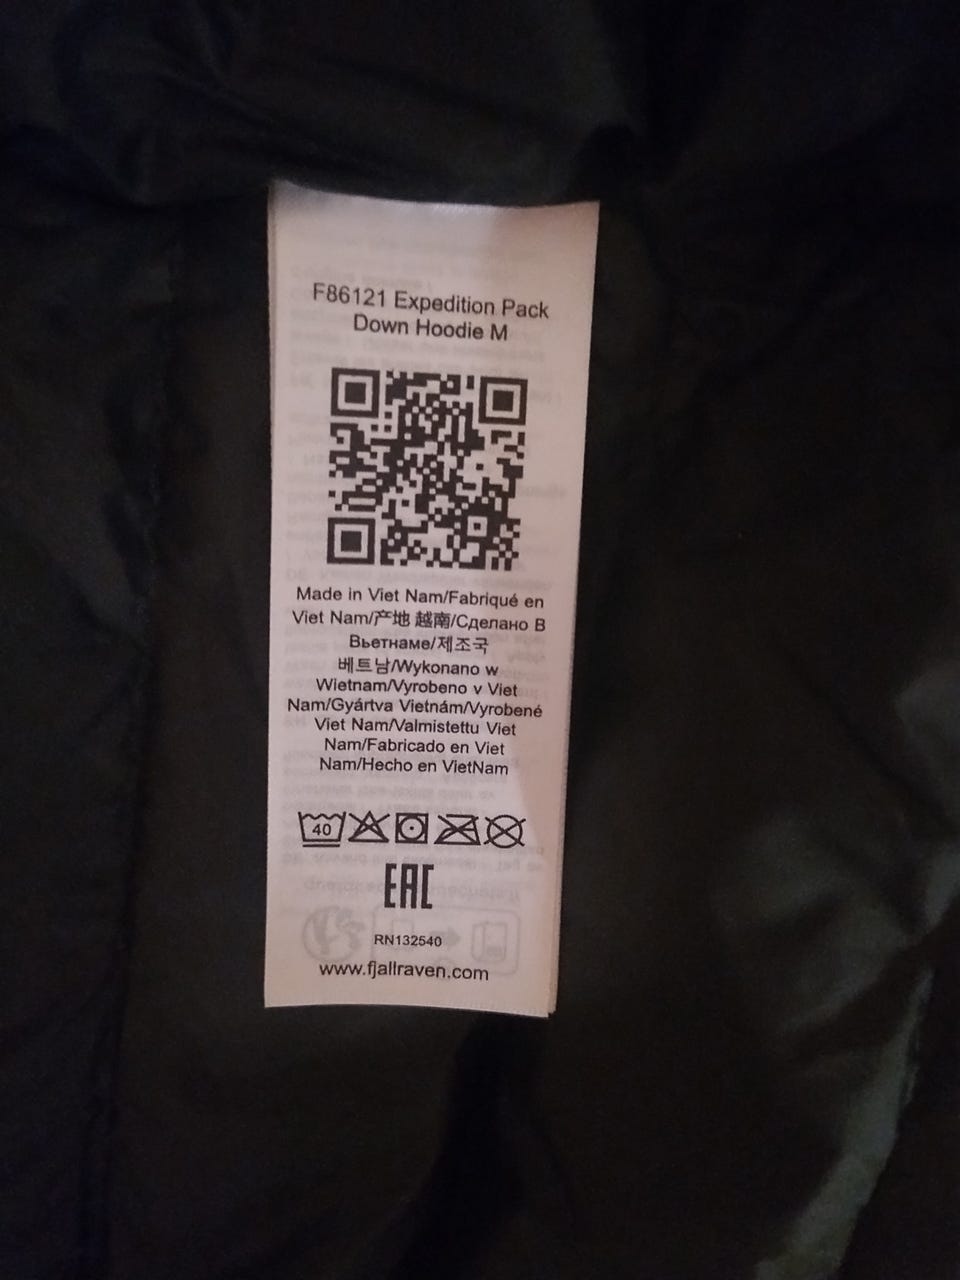 F86121 Expedition Pack
Down Hoodie M
Made in Viet Nam/Fabriqué en
Viet Nam/产地 越南/Сделано В
Вьетнаме/제조국
베트남/Wykonano w
Wietnam/Vyrobeno v Viet
Nam/Gyártva Vietnám/Vyrobené
Viet Nam/Valmistettu Viet
Nam/Fabricado en Viet
Nam/Hecho en VietNam
40
EAC
RN132540
www.fjallraven.com